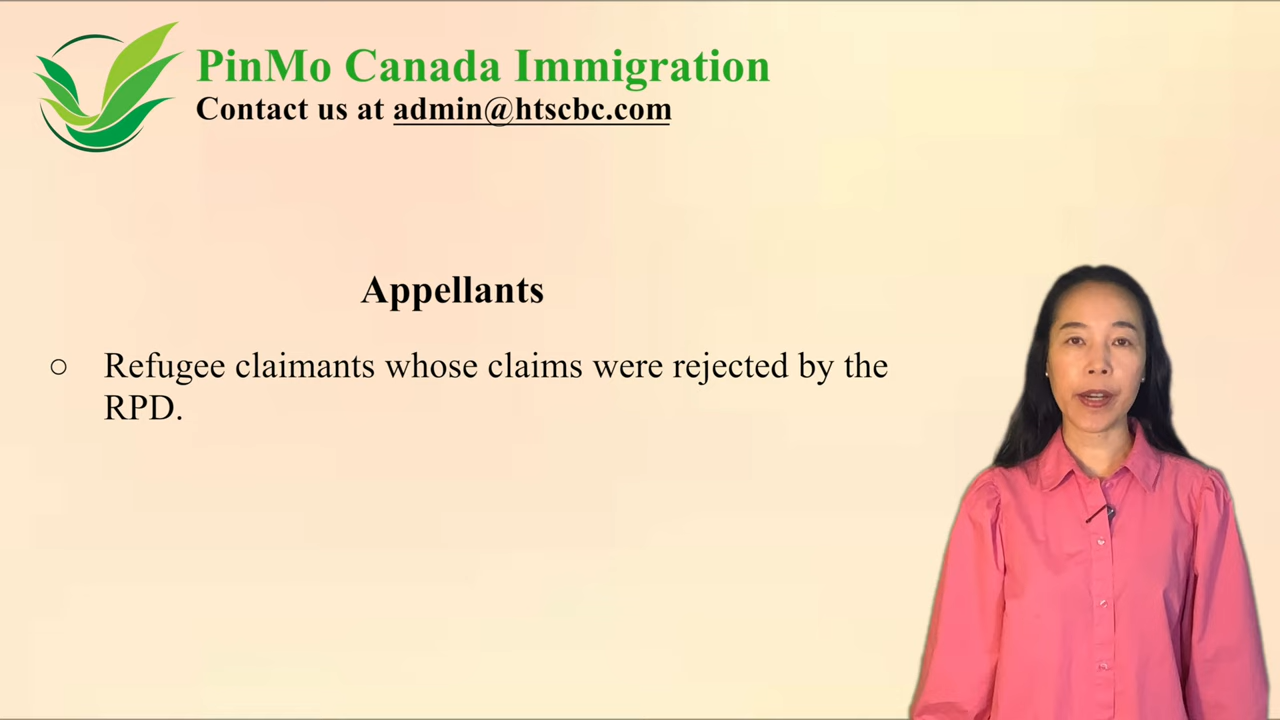 PinMo Canada Immigration
Contact us at admin@htscbc.com
Appellants
○ Refugee claimants whose claims were rejected by the
RPD.